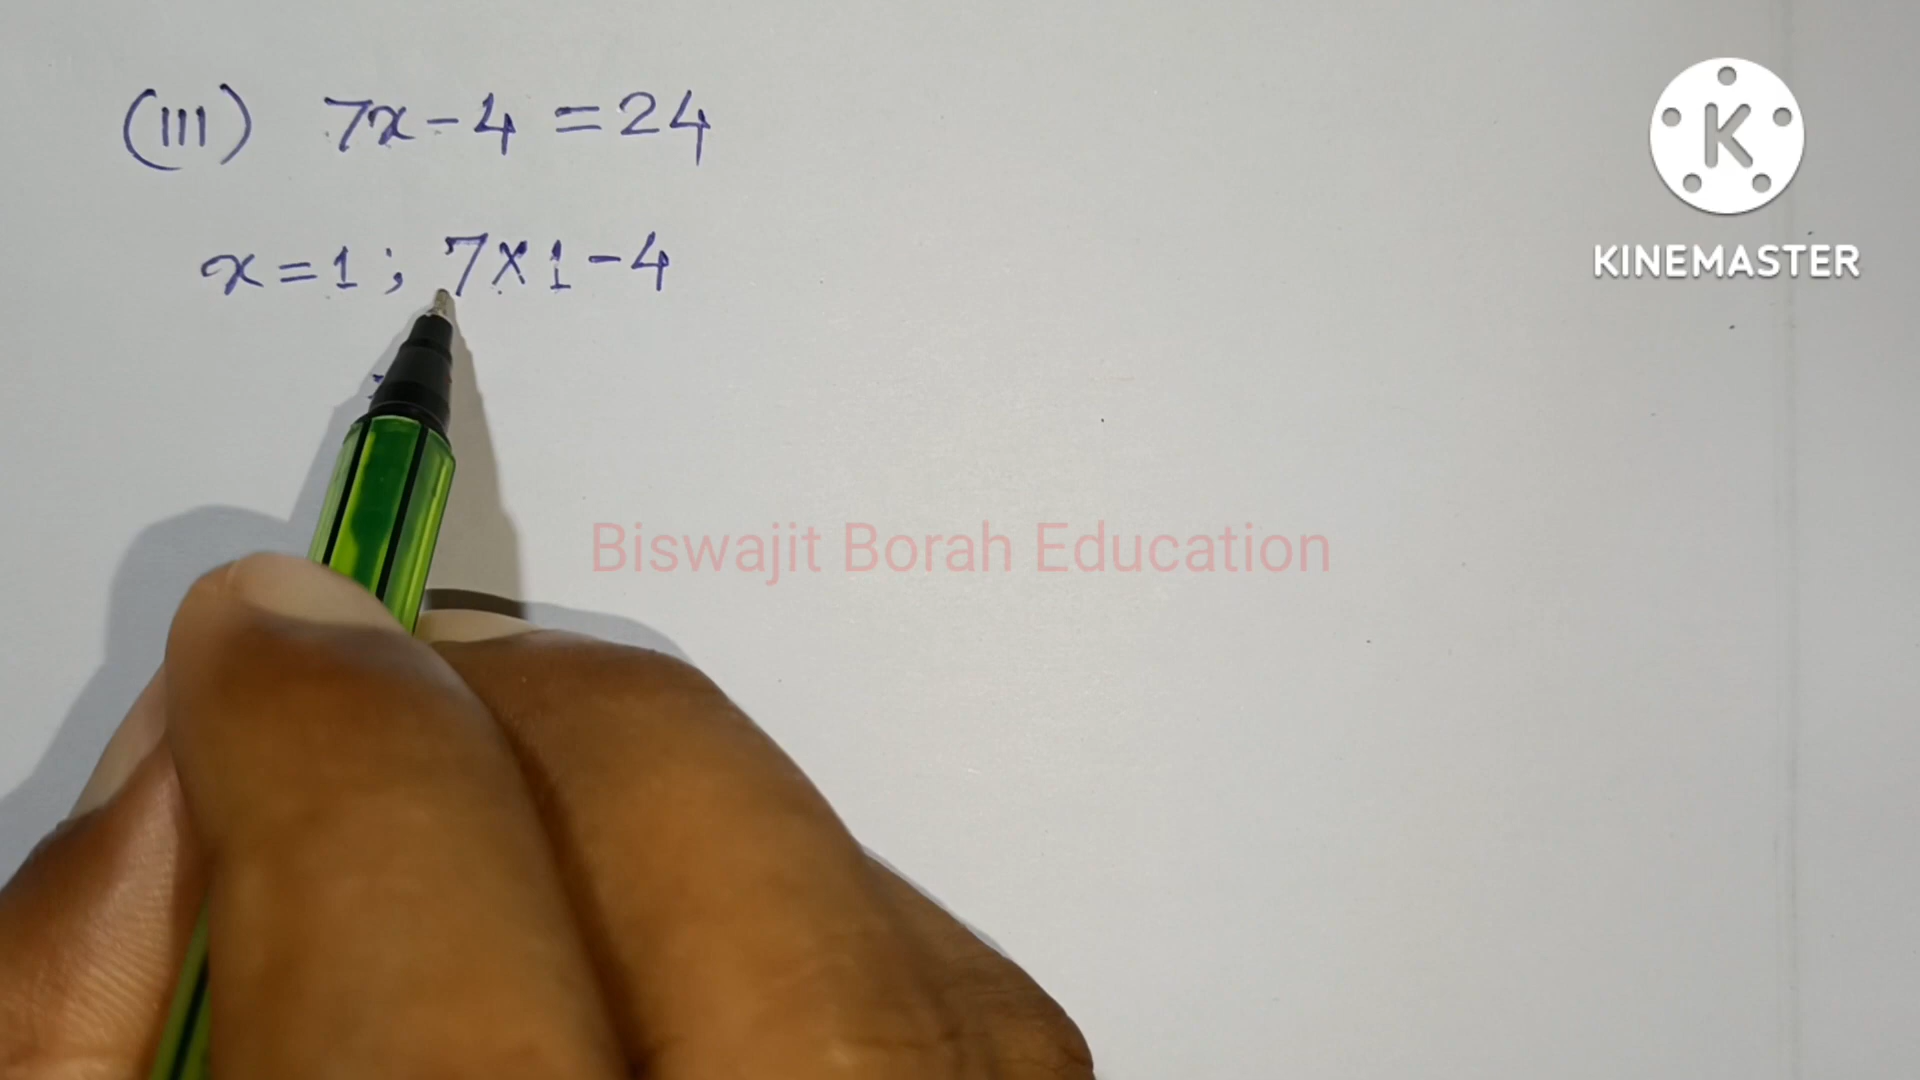 (III) 7x - 4 = 24
x = 1 ; 7 × 1 - 4
K
KINEMASTER
Biswajit Borah Education